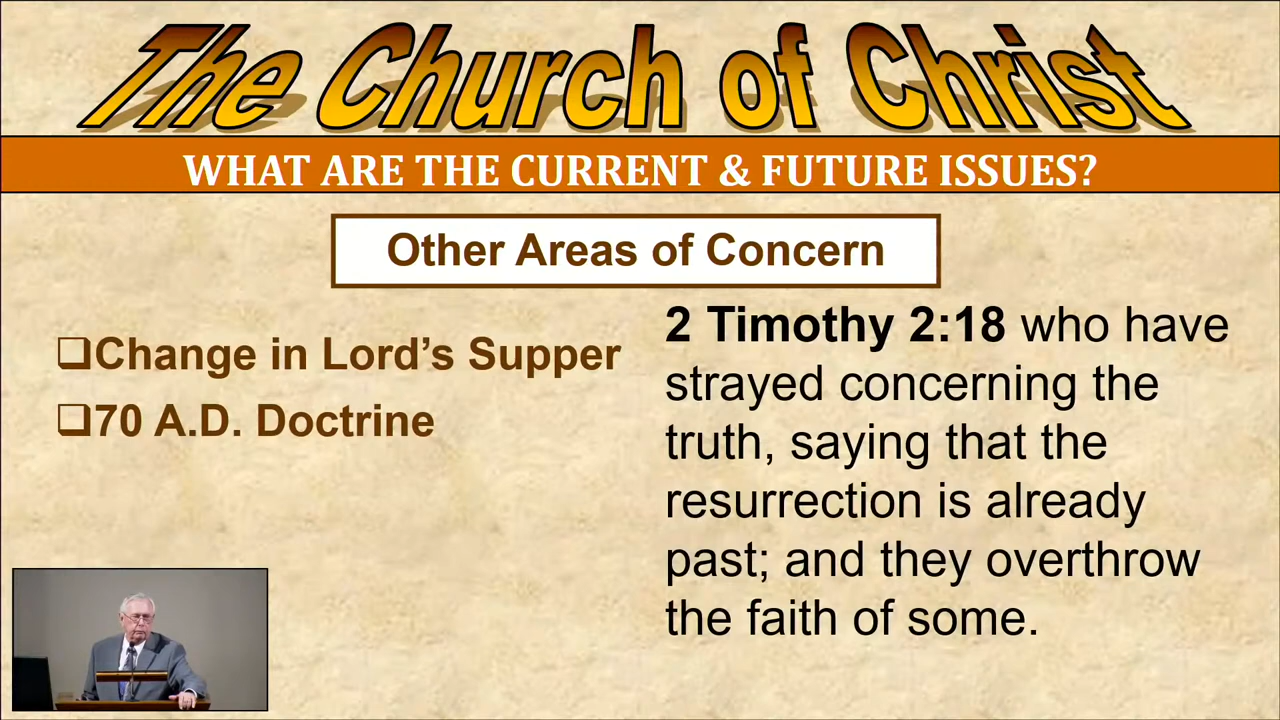 The Church of Christ
WHAT ARE THE CURRENT & FUTURE ISSUES?
Other Areas of Concern
❑Change in Lord’s Supper
❑70 A.D. Doctrine
2 Timothy 2:18 who have
strayed concerning the
truth, saying that the
resurrection is already
past; and they overthrow
the faith of some.